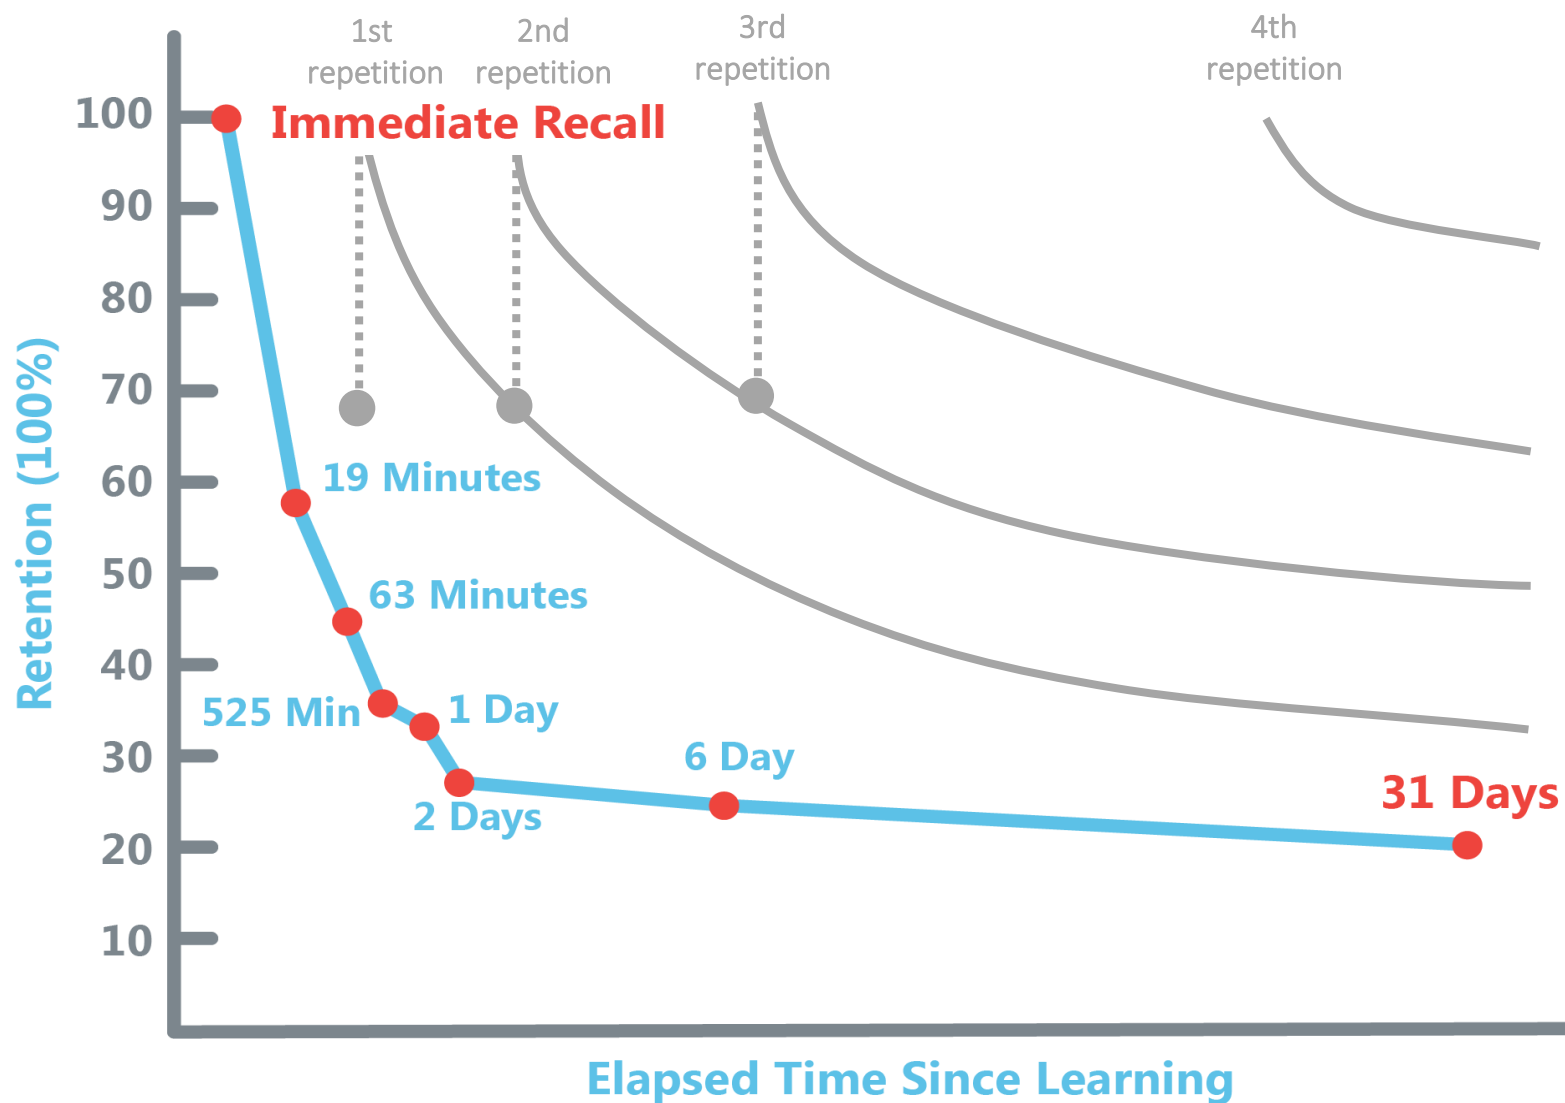 1st
repetition
2nd
repetition
3rd
repetition
4th
repetition
Immediate Recall
100
90
80
70
60
50
40
30
20
10
Retention (100%)
19 Minutes
63 Minutes
525 Min
1 Day
2 Days
6 Day
31 Days
Elapsed Time Since Learning